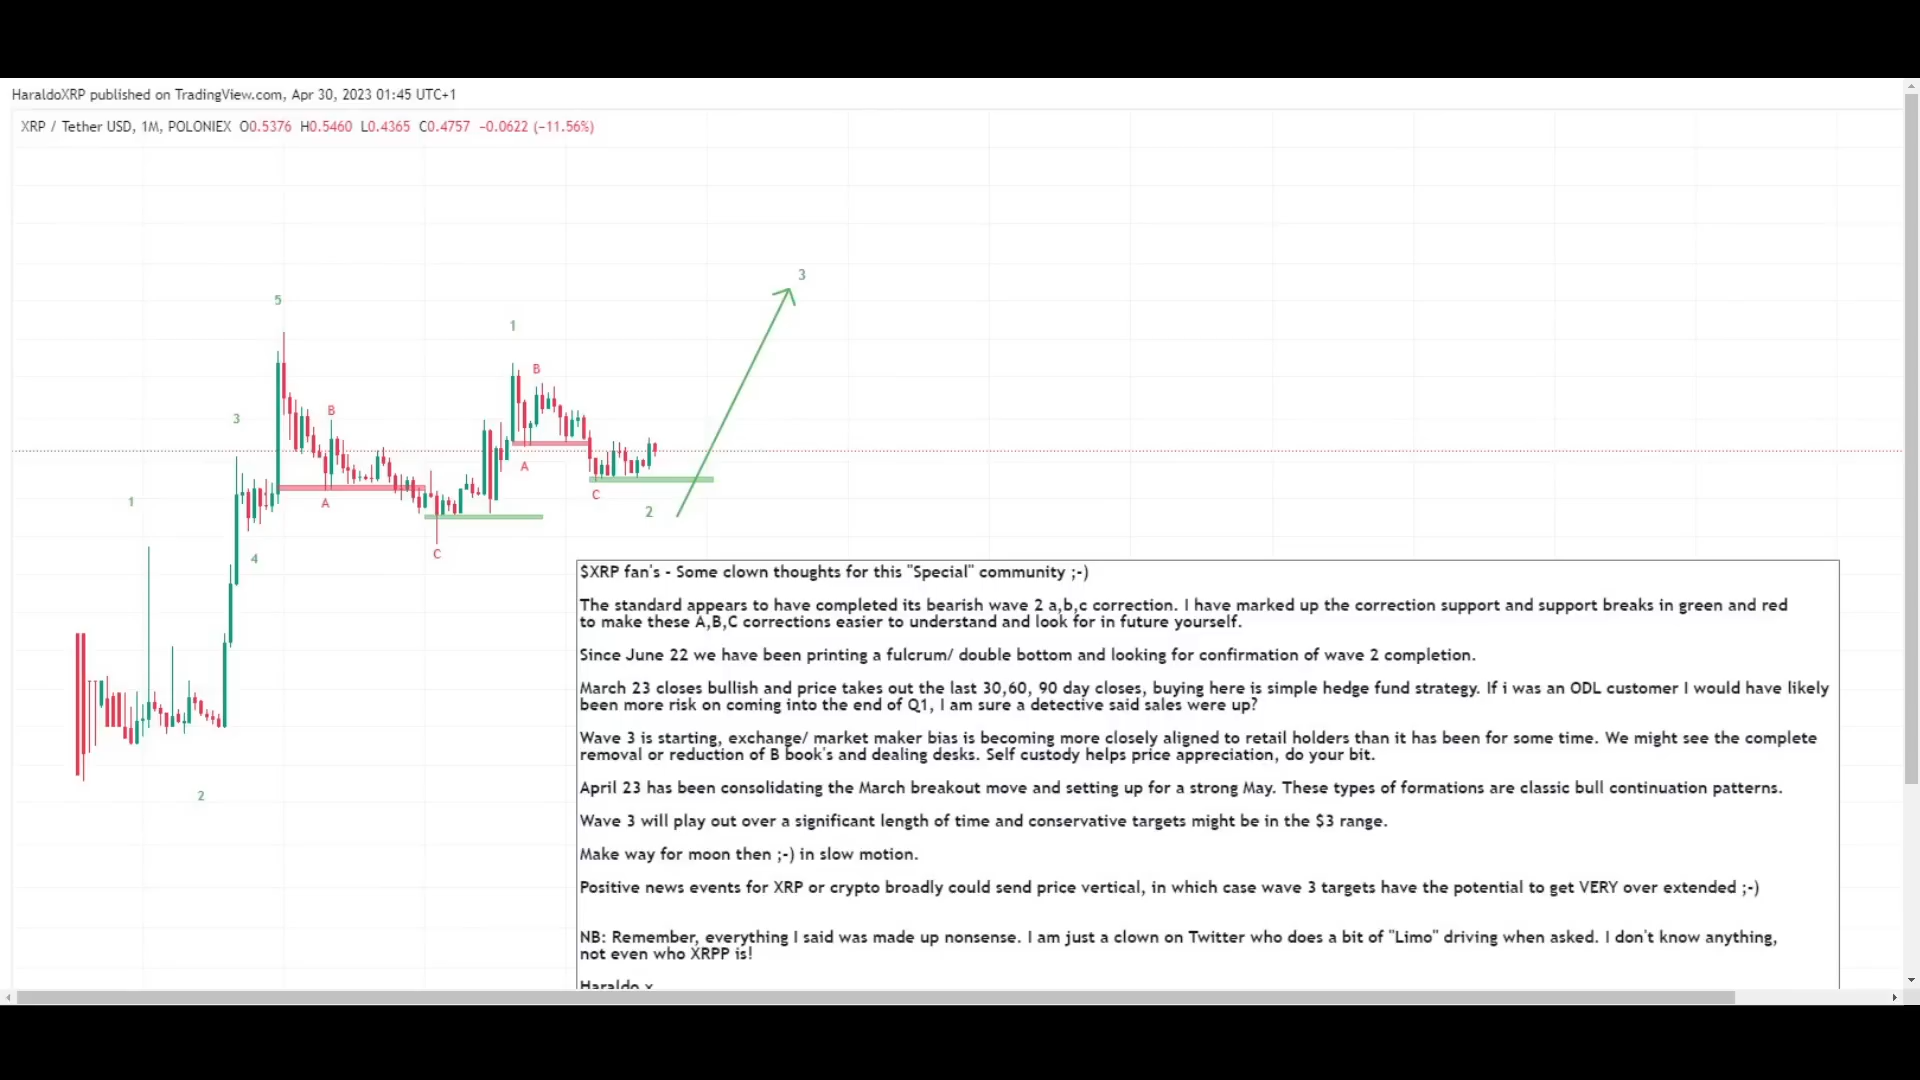 HaraldoXRP published on TradingView.com, Apr 30, 2023 01:45 UTC+1
XRP / Tether USD, 1M, POLONIEX O0.5376 H0.5460 L0.4365 C0.4757 −0.0622 (−11.56%)
3
5
1
B
3
B
A
1
A
C
2
4
C
2
$XRP fan's - Some clown thoughts for this "Special" community ;-)
The standard appears to have completed its bearish wave 2 a,b,c correction. I have marked up the correction support and support breaks in green and red
to make these A,B,C corrections easier to understand and look for in future yourself.
Since June 22 we have been printing a fulcrum/ double bottom and looking for confirmation of wave 2 completion.
March 23 closes bullish and price takes out the last 30,60, 90 day closes, buying here is simple hedge fund strategy. If i was an ODL customer I would have likely
been more risk on coming into the end of Q1, I am sure a detective said sales were up?
Wave 3 is starting, exchange/ market maker bias is becoming more closely aligned to retail holders than it has been for some time. We might see the complete
removal or reduction of B book's and dealing desks. Self custody helps price appreciation, do your bit.
April 23 has been consolidating the March breakout move and setting up for a strong May. These types of formations are classic bull continuation patterns.
Wave 3 will play out over a significant length of time and conservative targets might be in the $3 range.
Make way for moon then ;-) in slow motion.
Positive news events for XRP or crypto broadly could send price vertical, in which case wave 3 targets have the potential to get VERY over extended ;-)
NB: Remember, everything I said was made up nonsense. I am just a clown on Twitter who does a bit of "Limo" driving when asked. I don't know anything,
not even who XRPP is!
Haraldo x